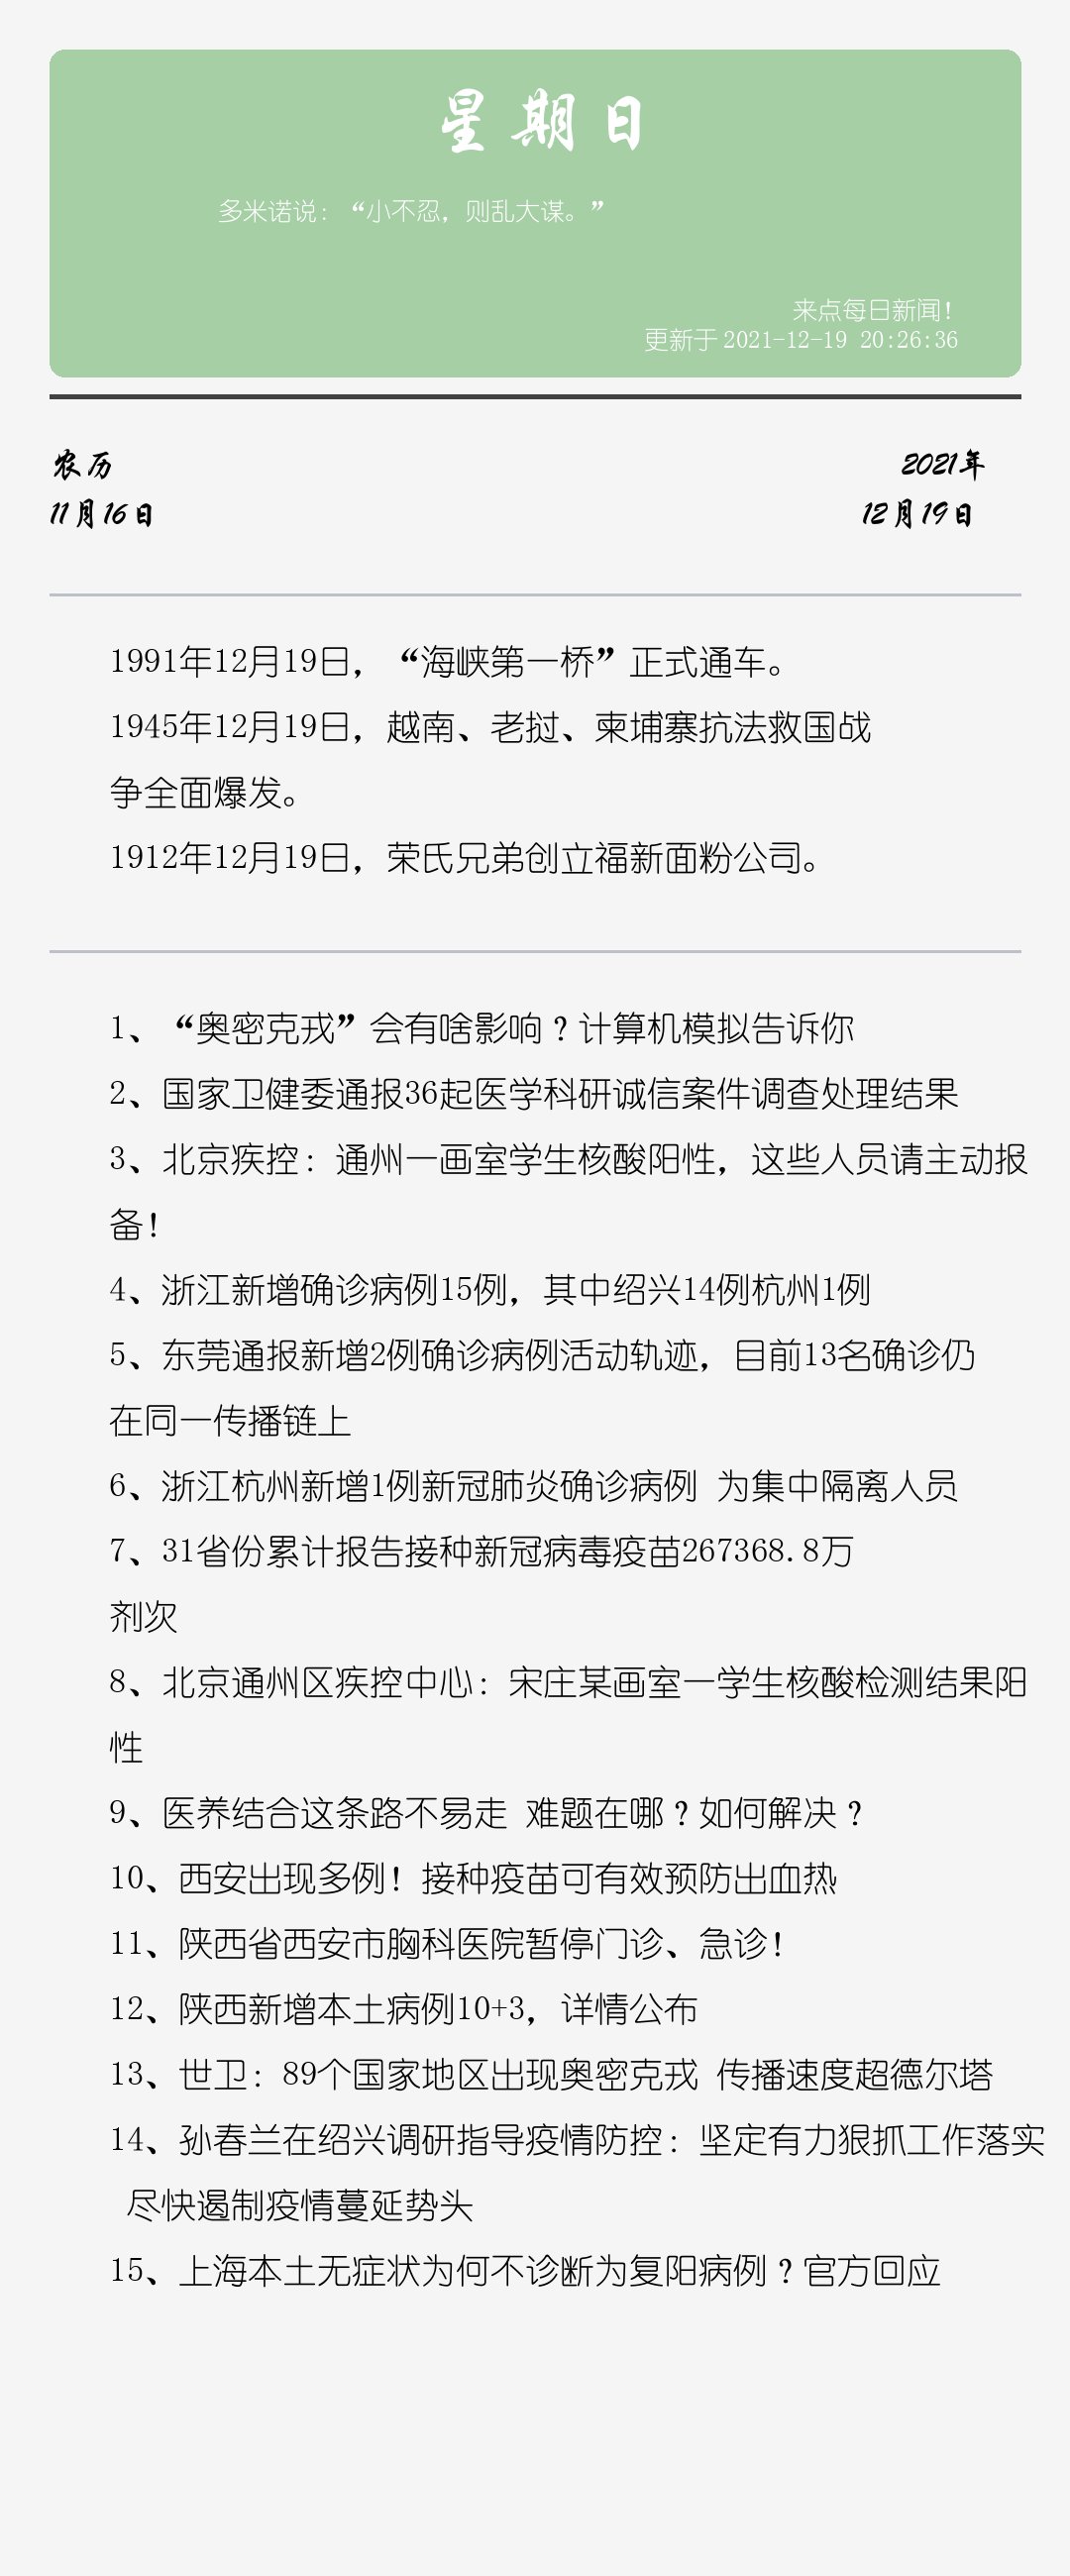 星期日
多米诺说：“小不忍，则乱大谋。”
来点每日新闻！
更新于2021-12-19 20:26:36
农历
2021年
11月16日
12月19日
1991年12月19日，“海峡第一桥”正式通车。
1945年12月19日，越南、老挝、柬埔寨抗法救国战
争全面爆发。
1912年12月19日，荣氏兄弟创立福新面粉公司。
1、“奥密克戎”会有啥影响？计算机模拟告诉你
2、国家卫健委通报36起医学科研诚信案件调查处理结果
3、北京疾控：通州一画室学生核酸阳性，这些人员请主动报
备！
4、浙江新增确诊病例15例，其中绍兴14例杭州1例
5、东莞通报新增2例确诊病例活动轨迹，目前13名确诊仍
在同一传播链上
6、浙江杭州新增1例新冠肺炎确诊病例 为集中隔离人员
7、31省份累计报告接种新冠病毒疫苗267368.8万
剂次
8、北京通州区疾控中心：宋庄某画室一学生核酸检测结果阳
性
9、医养结合这条路不易走 难题在哪？如何解决？
10、西安出现多例！接种疫苗可有效预防出血热
11、陕西省西安市胸科医院暂停门诊、急诊！
12、陕西新增本土病例10+3，详情公布
13、世卫：89个国家地区出现奥密克戎 传播速度超德尔塔
14、孙春兰在绍兴调研指导疫情防控：坚定有力狠抓工作落实
尽快遏制疫情蔓延势头
15、上海本土无症状为何不诊断为复阳病例？官方回应